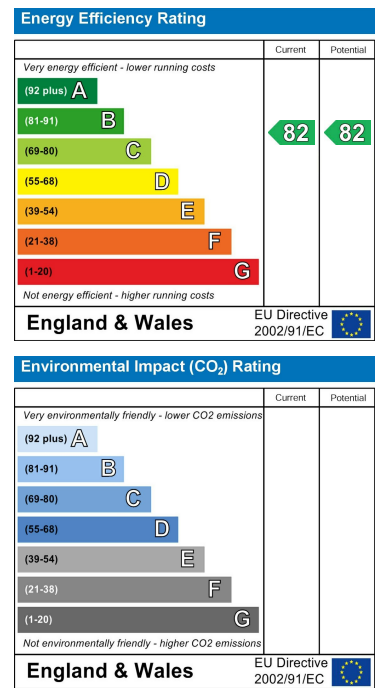 Energy Efficiency Rating
Current Potential
Very energy efficient - lower running costs
(92 plus) A
(81-91) B
82 82
(69-80) C
(55-68) D
(39-54) E
(21-38) F
(1-20) G
Not energy efficient - higher running costs
England & Wales
EU Directive
2002/91/EC
Environmental Impact (CO₂) Rating
Current Potential
Very environmentally friendly - lower CO2 emissions
(92 plus) A
(81-91) B
(69-80) C
(55-68) D
(39-54) E
(21-38) F
(1-20) G
Not environmentally friendly - higher CO2 emissions
England & Wales
EU Directive
2002/91/EC